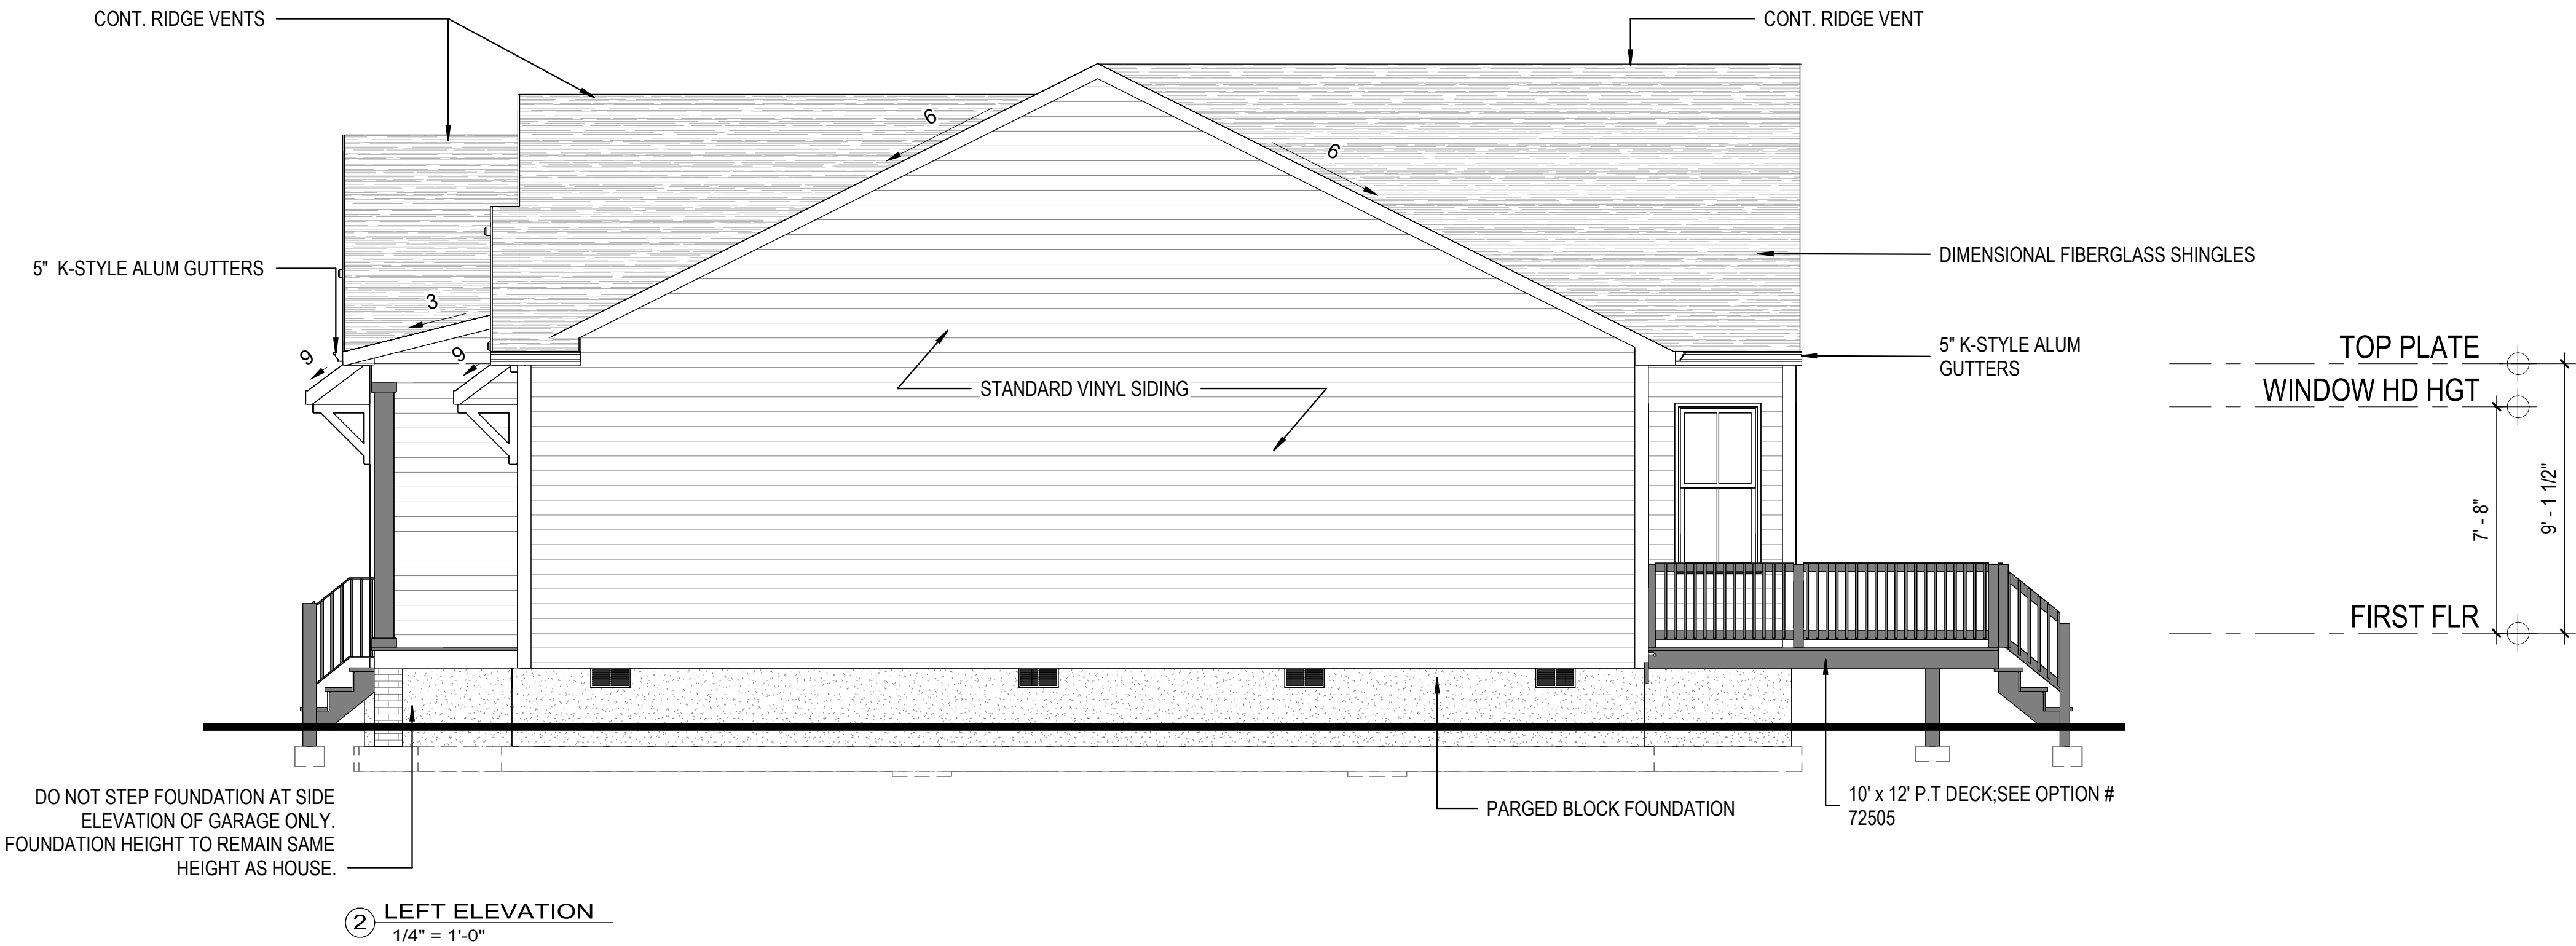 CONT. RIDGE VENTS
CONT. RIDGE VENT
6
6
DIMENSIONAL FIBERGLASS SHINGLES
5" K-STYLE ALUM GUTTERS
3
9
9
5" K-STYLE ALUM
GUTTERS
TOP PLATE
WINDOW HD HGT
STANDARD VINYL SIDING
7' - 8"
9' - 1 1/2"
FIRST FLR
DO NOT STEP FOUNDATION AT SIDE
ELEVATION OF GARAGE ONLY.
FOUNDATION HEIGHT TO REMAIN SAME
HEIGHT AS HOUSE.
PARGED BLOCK FOUNDATION
10' x 12' P.T DECK;SEE OPTION #
72505
2
LEFT ELEVATION
1/4" = 1'-0"